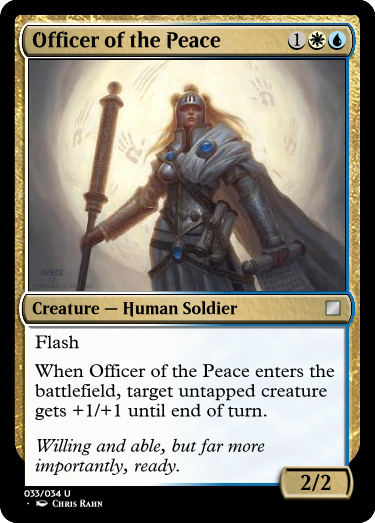 Officer of the Peace 1
Creature — Human Soldier
Flash
When Officer of the Peace enters the
battlefield, target untapped creature
gets +1/+1 until end of turn.
Willing and able, but far more
importantly, ready.
2/2
033/034 U
· Chris Rahn